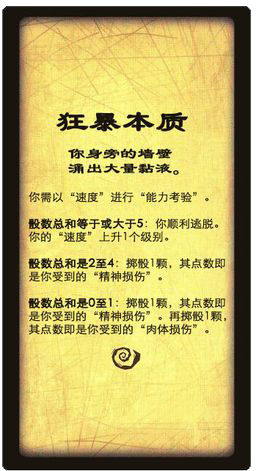 狂暴本质
你身旁的墙壁
涌出大量黏液。
你需以“速度”进行“能力考验”。
骰数总和等于或大于5：你顺利逃脱。
你的“速度”上升1个级别。
骰数总和是2至4：掷骰1颗，其点数即
是你受到的“精神损伤”。
骰数总和是0至1：掷骰1颗，其点数即
是你受到的“精神损伤”。再掷骰1颗，
其点数即是你受到的“肉体损伤”。